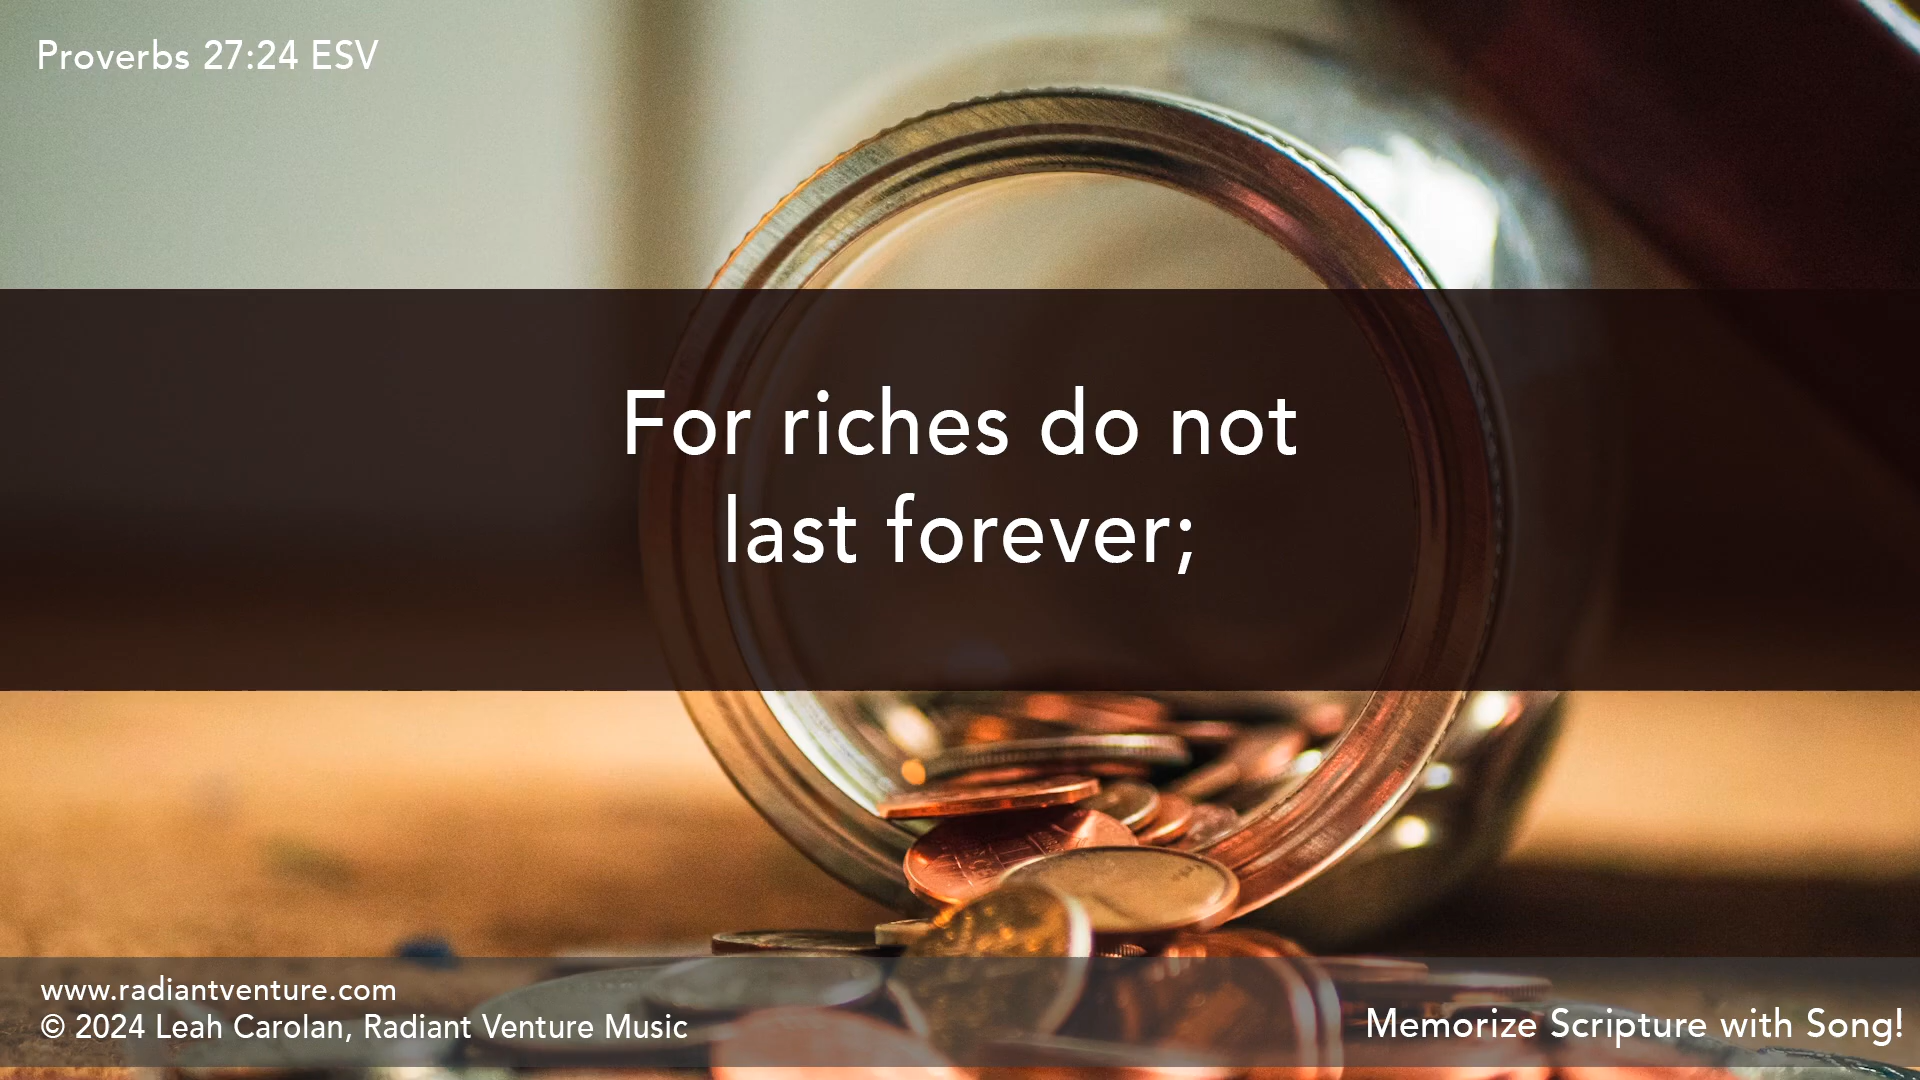 Proverbs 27:24 ESV
For riches do not
last forever;
www.radiantventure.com
© 2024 Leah Carolan, Radiant Venture Music
Memorize Scripture with Song!